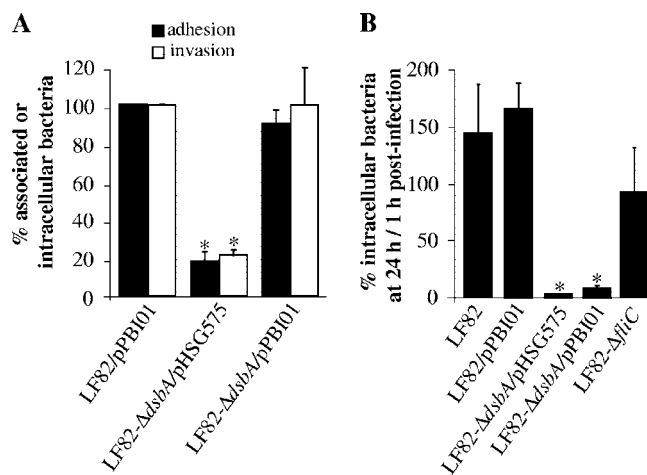 A
adhesion
invasion
% associated or
intracellular bacteria
120
100
80
60
40
20
0
* *
LF82/pPBI01
LF82-ΔdsbA/pHSG575
LF82-ΔdsbA/pPBI01
B
% intracellular bacteria
at 24 h / 1 h post-infection
200
150
100
50
0
* *
LF82
LF82/pPBI01
LF82-ΔdsbA/pHSG575
LF82-ΔdsbA/pPBI01
LF82-ΔfliC